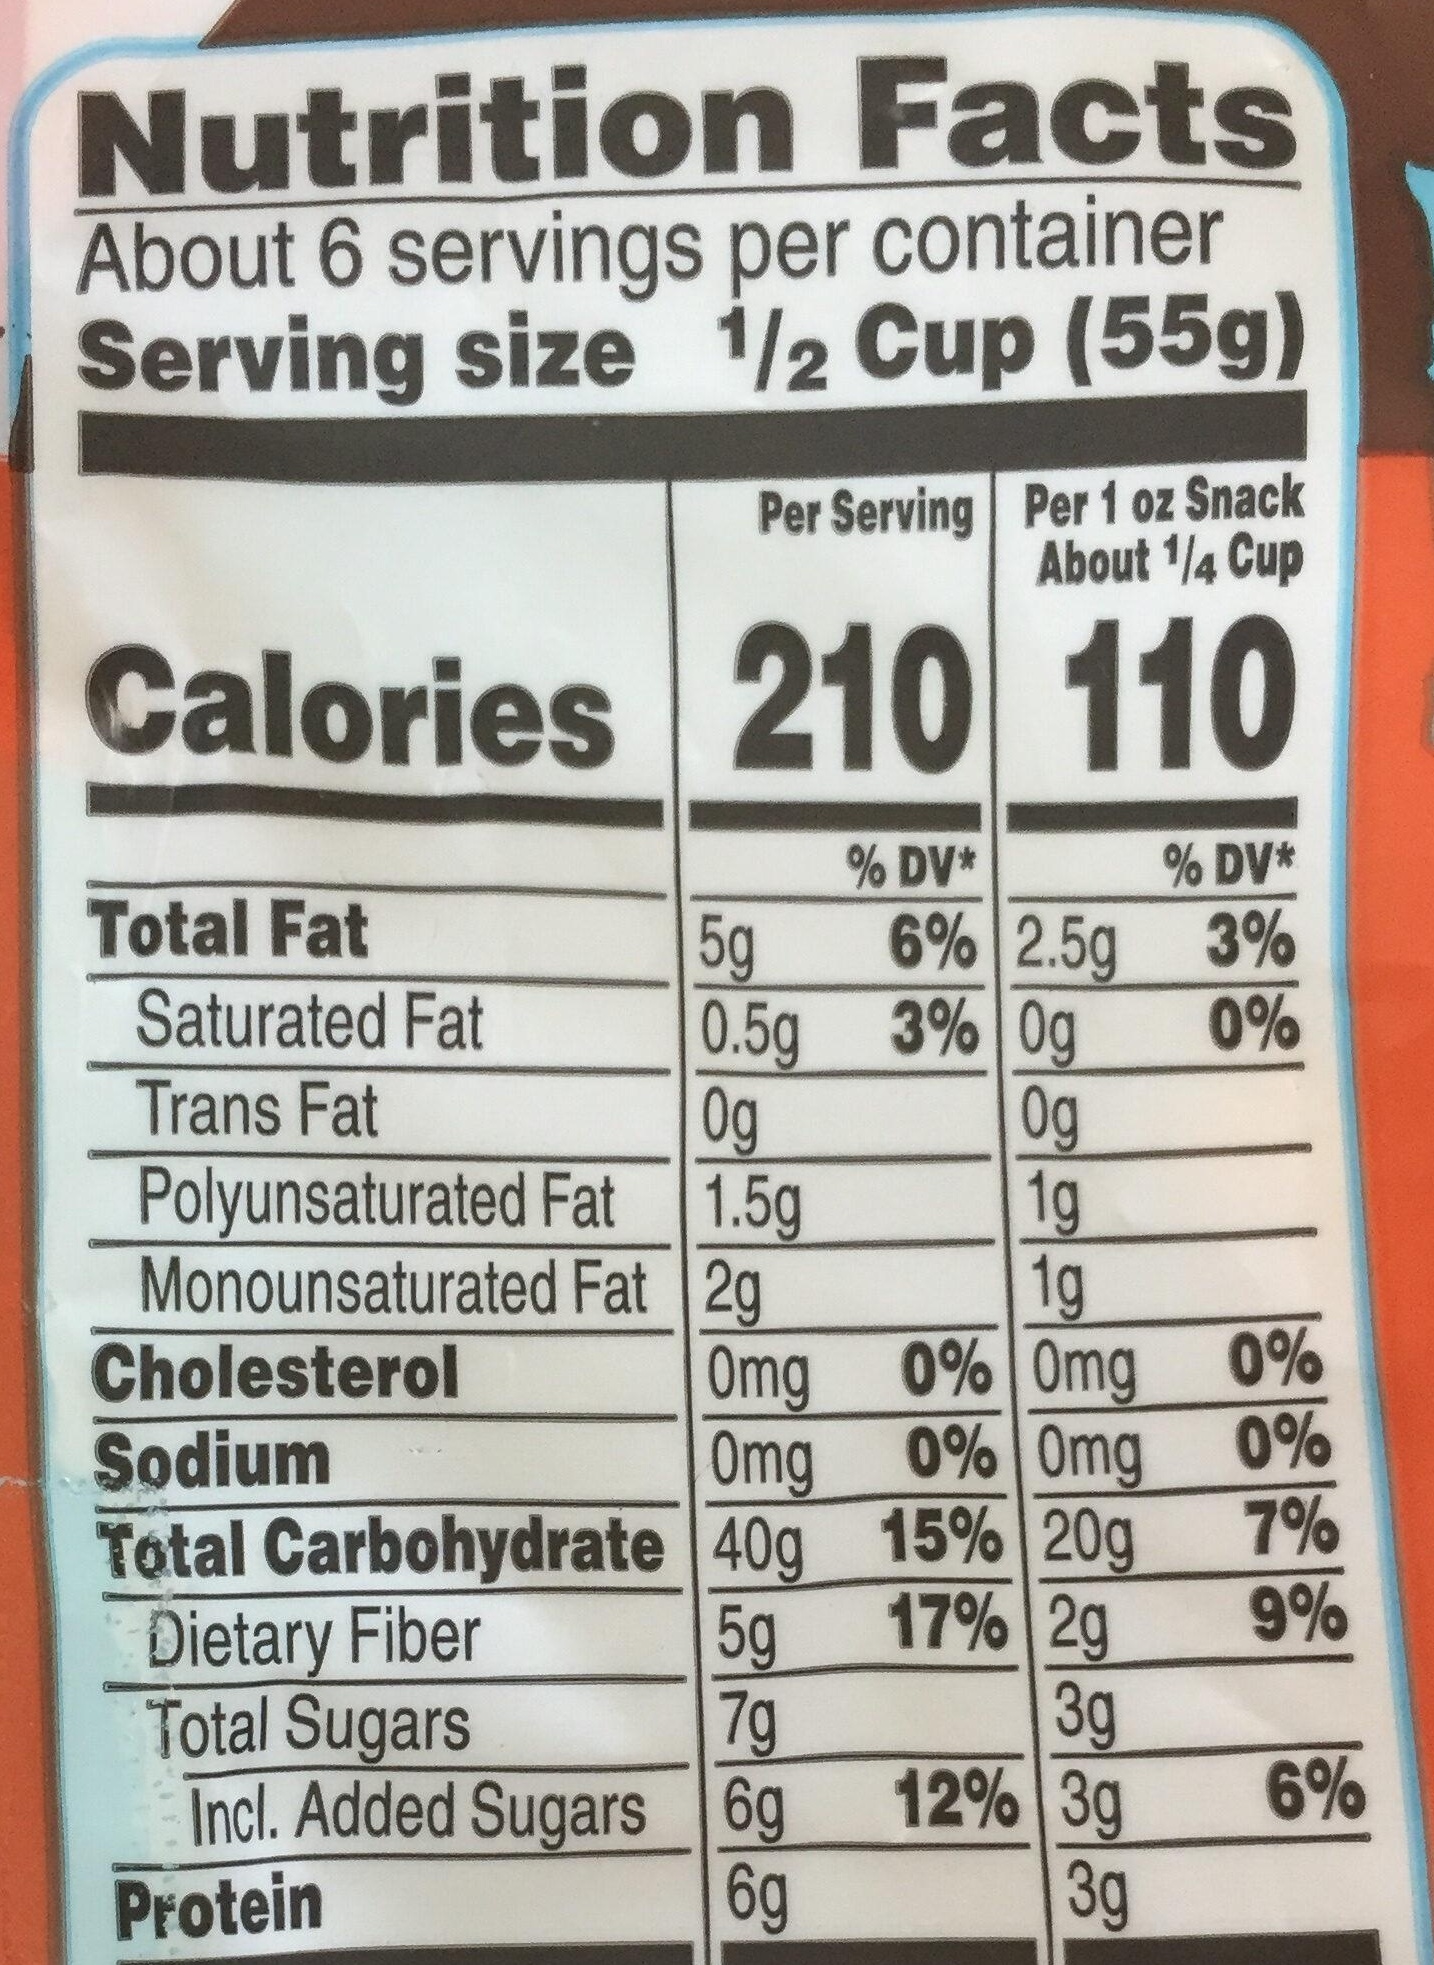 Nutrition Facts
About 6 servings per container
Serving size 1/2 Cup (55g)
Per Serving Per 1 oz Snack
About 1/4 Cup
Calories 210 110
% DV* % DV*
Total Fat 5g 6% 2.5g 3%
Saturated Fat 0.5g 3% 0g 0%
Trans Fat 0g 0g
Polyunsaturated Fat 1.5g 1g
Monounsaturated Fat 2g 1g
Cholesterol 0mg 0% 0mg 0%
Sodium 0mg 0% 0mg 0%
Total Carbohydrate 40g 15% 20g 7%
Dietary Fiber 5g 17% 2g 9%
Total Sugars 7g 3g
Incl. Added Sugars 6g 12% 3g 6%
Protein 6g 3g